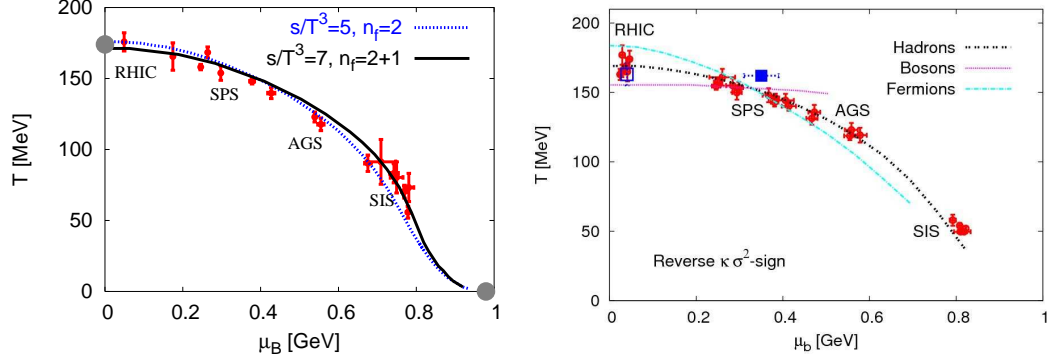 s/T³=5, n_f=2
s/T³=7, n_f=2+1
RHIC
SPS
AGS
SIS
T [MeV]
200
150
100
50
0
0
0.2
0.4
0.6
0.8
1
μ_B [GeV]
RHIC
Hadrons
Bosons
Fermions
SPS
AGS
SIS
Reverse κ σ²-sign
T [MeV]
200
150
100
50
0
0
0.2
0.4
0.6
0.8
1
μ_b [GeV]